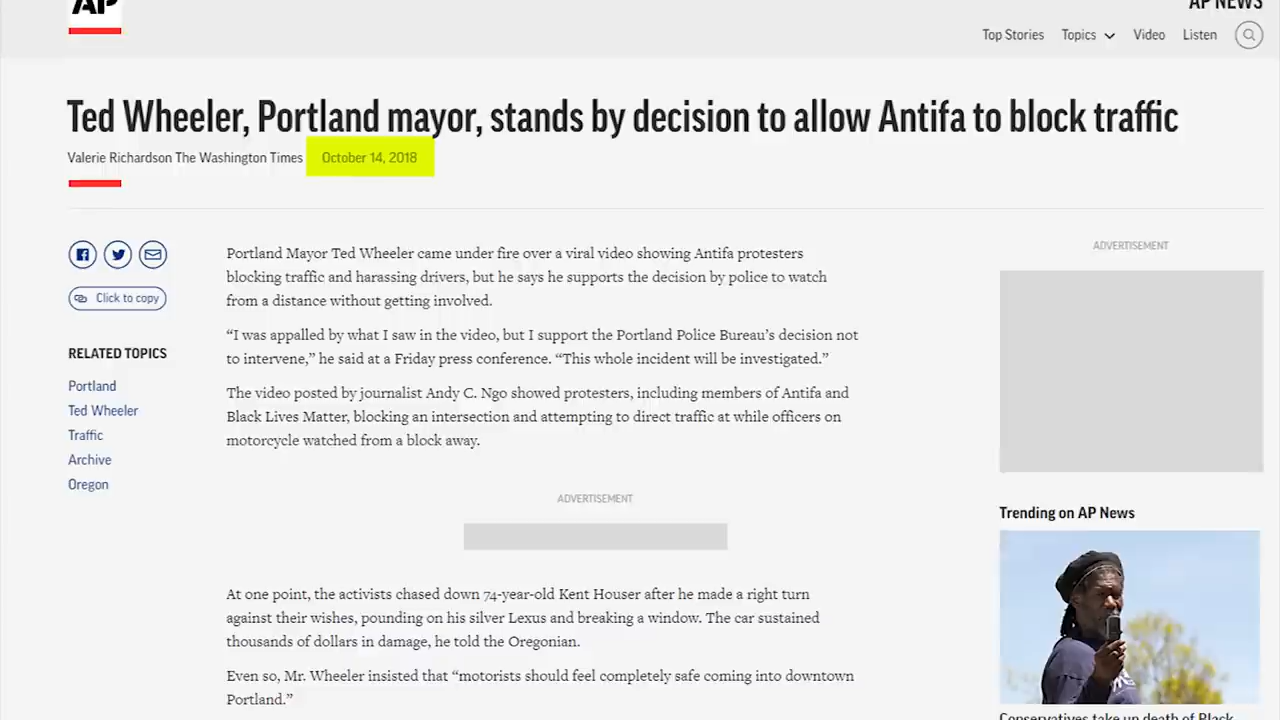 AP
AP NEWS
Top Stories Topics Video Listen
Ted Wheeler, Portland mayor, stands by decision to allow Antifa to block traffic
Valerie Richardson The Washington Times October 14, 2018
Click to copy
RELATED TOPICS
Portland
Ted Wheeler
Traffic
Archive
Oregon
Portland Mayor Ted Wheeler came under fire over a viral video showing Antifa protesters
blocking traffic and harassing drivers, but he says he supports the decision by police to watch
from a distance without getting involved.
“I was appalled by what I saw in the video, but I support the Portland Police Bureau’s decision not
to intervene,” he said at a Friday press conference. “This whole incident will be investigated.”
The video posted by journalist Andy C. Ngo showed protesters, including members of Antifa and
Black Lives Matter, blocking an intersection and attempting to direct traffic at while officers on
motorcycle watched from a block away.
ADVERTISEMENT
At one point, the activists chased down 74-year-old Kent Houser after he made a right turn
against their wishes, pounding on his silver Lexus and breaking a window. The car sustained
thousands of dollars in damage, he told the Oregonian.
Even so, Mr. Wheeler insisted that “motorists should feel completely safe coming into downtown
Portland.”
ADVERTISEMENT
Trending on AP News
Conservatives take up death of Black